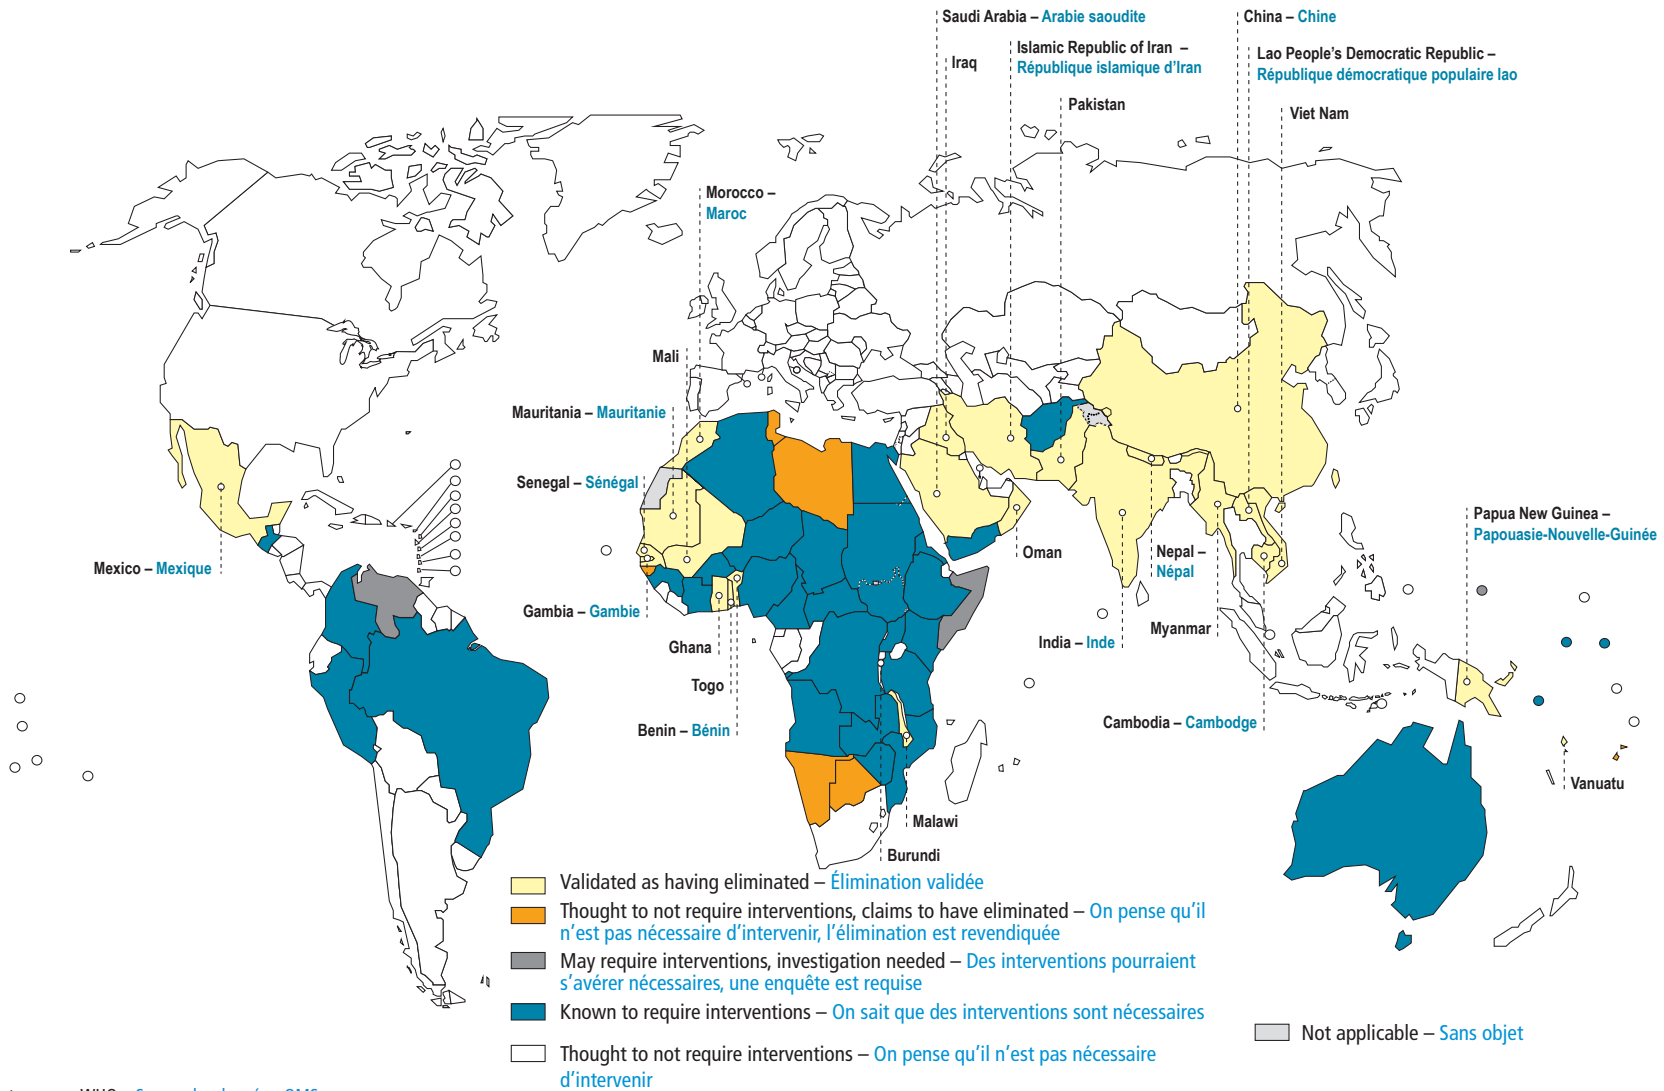 Saudi Arabia – Arabie saoudite
China – Chine
Islamic Republic of Iran –
République islamique d'Iran
Iraq
Lao People's Democratic Republic –
République démocratique populaire lao
Pakistan
Viet Nam
Morocco –
Maroc
Mali
Mauritania – Mauritanie
Senegal – Sénégal
Mexico – Mexique
Gambia – Gambie
Ghana
Togo
Benin – Bénin
Oman
Nepal –
Népal
Myanmar
India – Inde
Cambodia – Cambodge
Papua New Guinea –
Papouasie-Nouvelle-Guinée
Vanuatu
Malawi
Burundi
Validated as having eliminated – Élimination validée
Thought to not require interventions, claims to have eliminated – On pense qu'il
n'est pas nécessaire d'intervenir, l'élimination est revendiquée
May require interventions, investigation needed – Des interventions pourraient
s'avérer nécessaires, une enquête est requise
Known to require interventions – On sait que des interventions sont nécessaires
Not applicable – Sans objet
Thought to not require interventions – On pense qu'il n'est pas nécessaire
d'intervenir